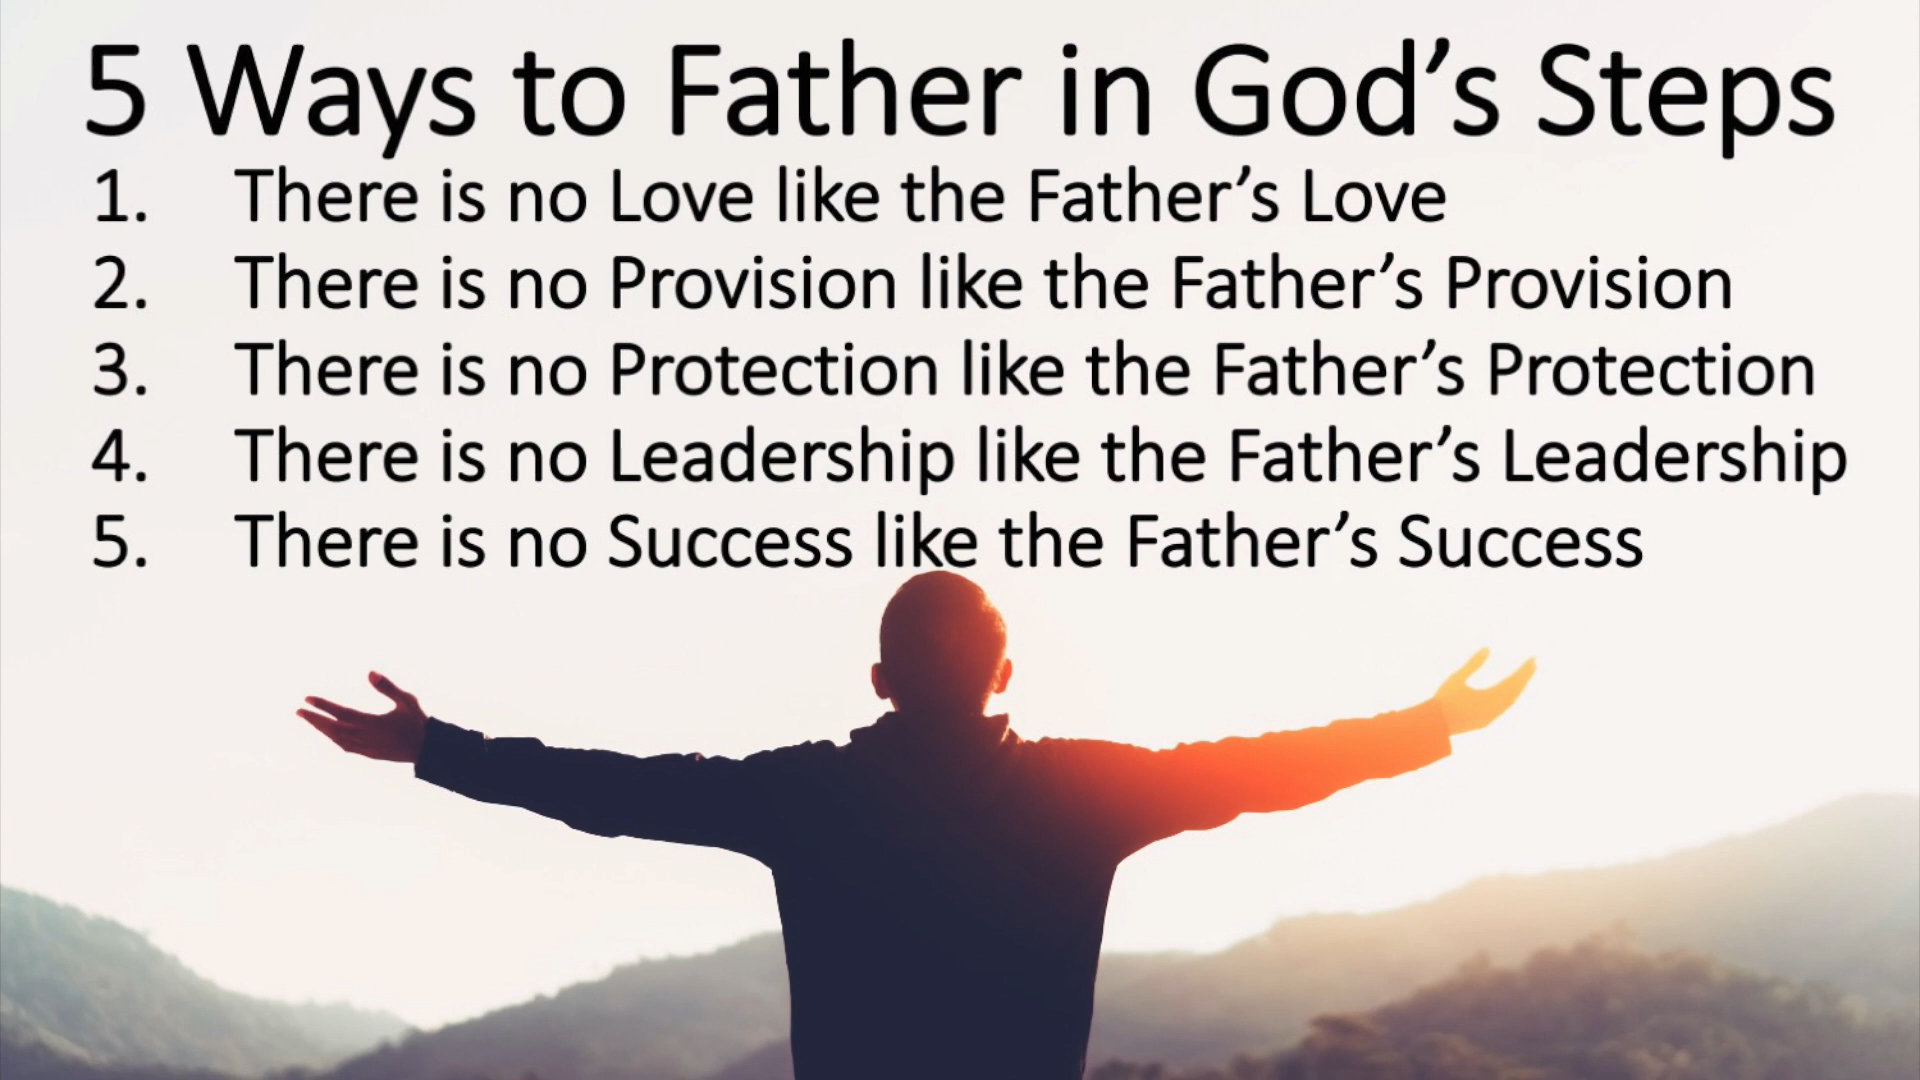 5 Ways to Father in God’s Steps
1. There is no Love like the Father’s Love
2. There is no Provision like the Father’s Provision
3. There is no Protection like the Father’s Protection
4. There is no Leadership like the Father’s Leadership
5. There is no Success like the Father’s Success